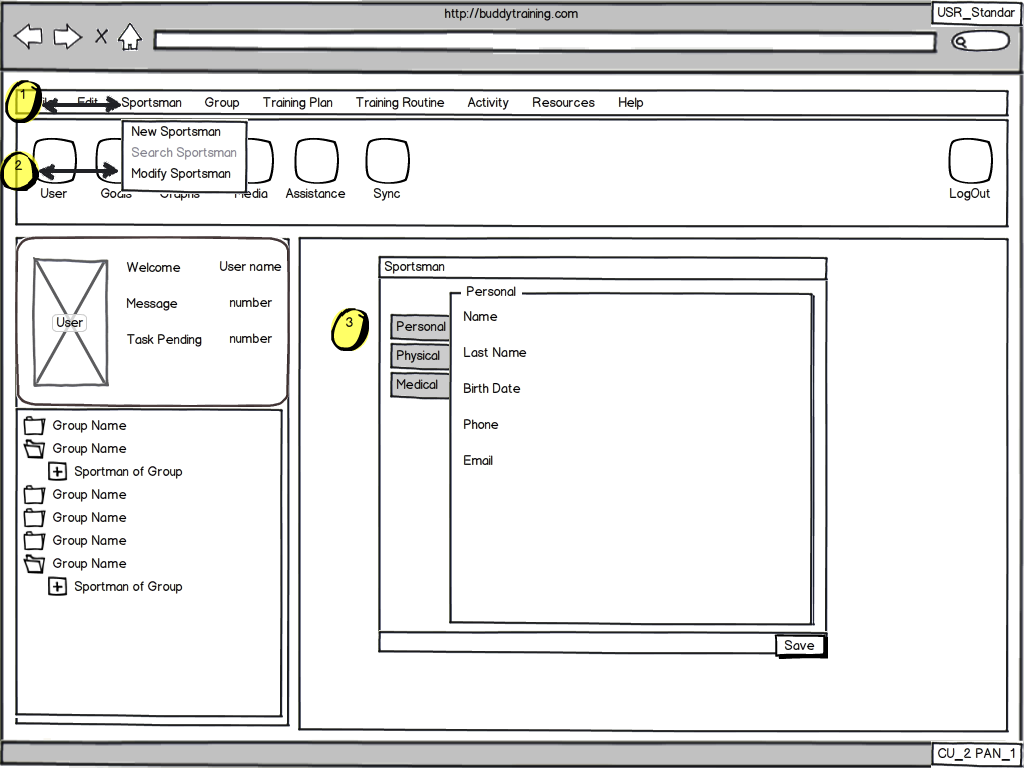 http://buddytraining.com
USR_Standar
1
Edit Sportsman Group Training Plan Training Routine Activity Resources Help
New Sportsman
Search Sportsman
Modify Sportsman
2
User Goals Graphs Media Assistance Sync LogOut
Welcome User name
Message number
Task Pending number
User
Group Name
Group Name
Sportman of Group
Group Name
Group Name
Group Name
Group Name
Sportman of Group
3
Sportsman
Personal
Personal
Physical
Medical
Name
Last Name
Birth Date
Phone
Email
Save
CU_2 PAN_1